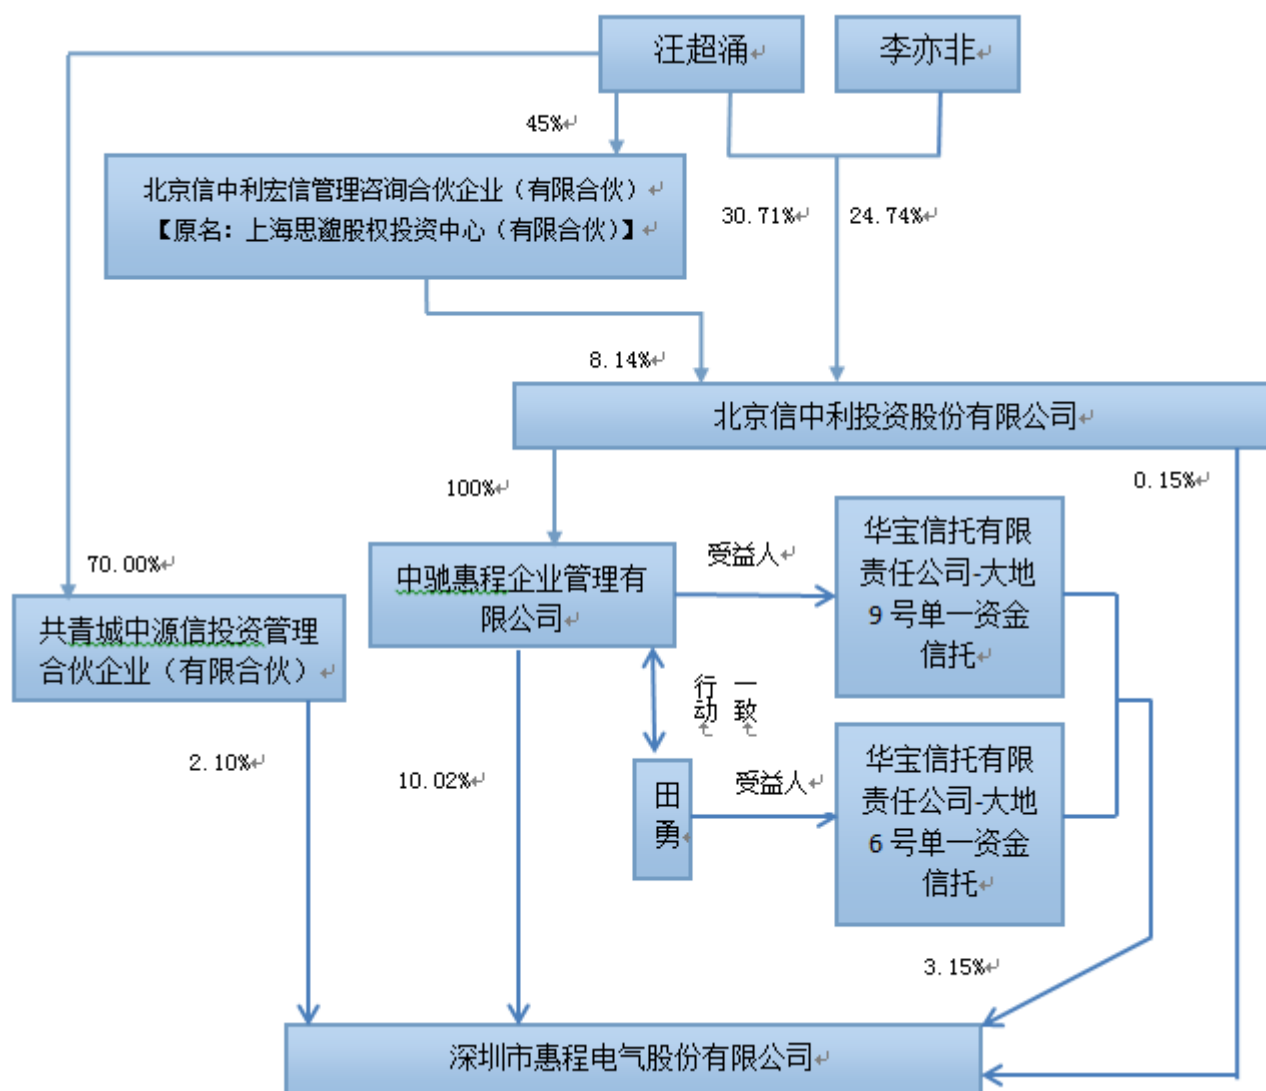 汪超涌
李亦非
45%
北京信中利宏信管理咨询合伙企业（有限合伙）
【原名：上海思邈股权投资中心（有限合伙）】
30.71%
24.74%
8.14%
北京信中利投资股份有限公司
100%
0.15%
70.00%
中驰惠程企业管理有
限公司
受益人
华宝信托有限
责任公司-大地
9 号单一资金
信托
共青城中源信投资管理
合伙企业（有限合伙）
一致
行动
2.10%
10.02%
田
勇
受益人
华宝信托有限
责任公司-大地
6 号单一资金
信托
3.15%
深圳市惠程电气股份有限公司